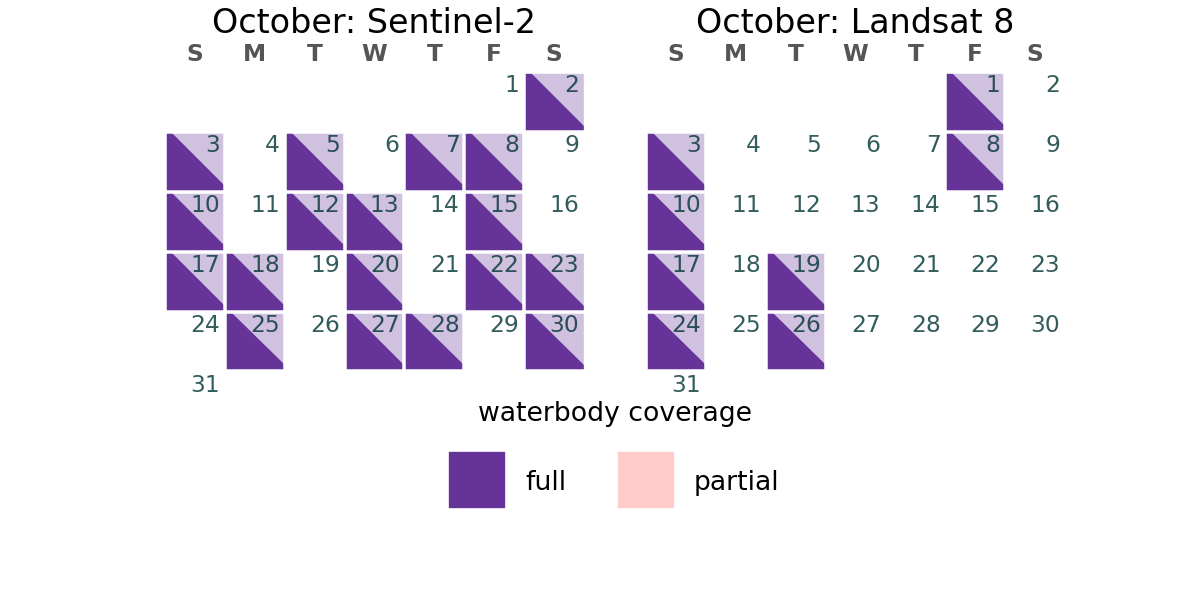 October: Sentinel-2
S M T W T F S
1 2
3 4 5 6 7 8 9
10 11 12 13 14 15 16
17 18 19 20 21 22 23
24 25 26 27 28 29 30
31
October: Landsat 8
S M T W T F S
1 2
3 4 5 6 7 8 9
10 11 12 13 14 15 16
17 18 19 20 21 22 23
24 25 26 27 28 29 30
31
waterbody coverage
full partial